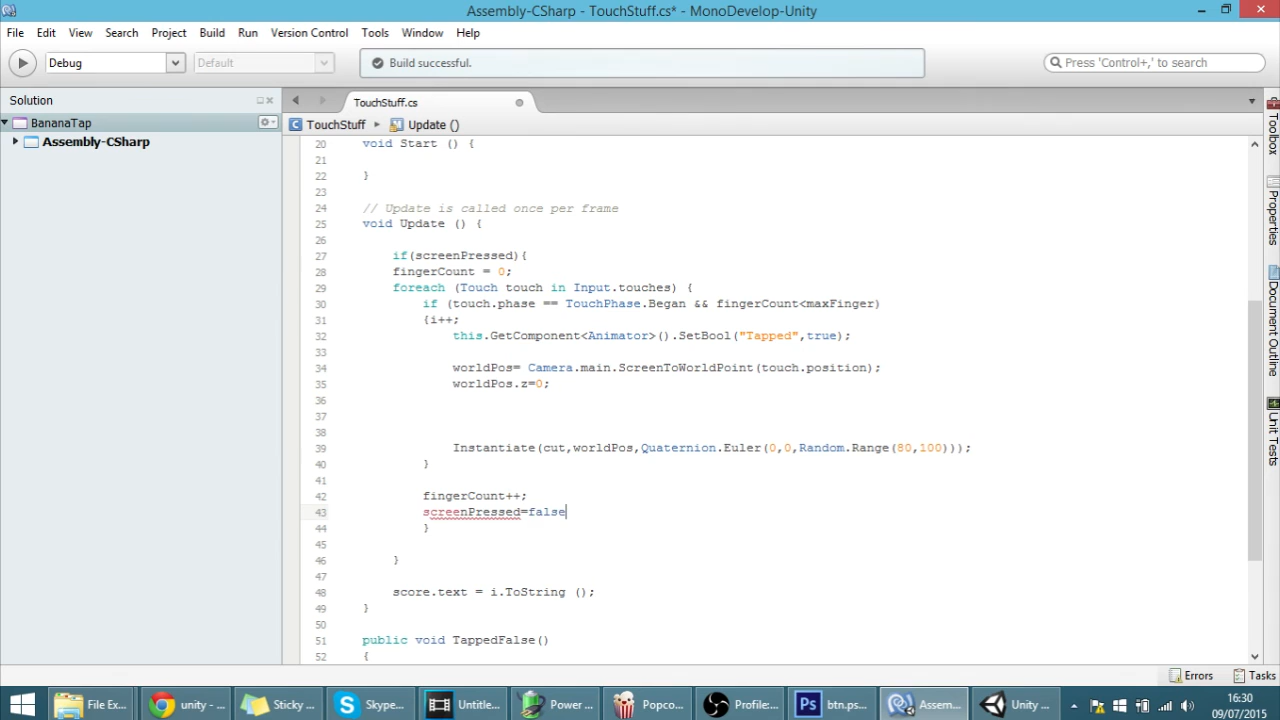 Assembly-CSharp - TouchStuff.cs* - MonoDevelop-Unity
File Edit View Search Project Build Run Version Control Tools Window Help
Debug Default Build successful. Press 'Control+,' to search
Solution
BananaTap
Assembly-CSharp
TouchStuff.cs
TouchStuff Update ()
20 void Start () {
21
22 }
23
24 // Update is called once per frame
25 void Update () {
26
27 if(screenPressed){
28 fingerCount = 0;
29 foreach (Touch touch in Input.touches) {
30 if (touch.phase == TouchPhase.Began && fingerCount<maxFinger)
31 {i++;
32 this.GetComponent<Animator>().SetBool("Tapped",true);
33
34 worldPos= Camera.main.ScreenToWorldPoint(touch.position);
35 worldPos.z=0;
36
37
38
39 Instantiate(cut,worldPos,Quaternion.Euler(0,0,Random.Range(80,100)));
40 }
41
42 fingerCount++;
43 screenPressed=false
44 }
45
46 }
47
48 score.text = i.ToString ();
49 }
50
51 public void TappedFalse()
52 {
Toolbox
Properties
Document Outline
Unit Tests
Errors Tasks
File Ex... unity -... Sticky ... Skype... Untitle... Power ... Popco... Profile:... btn.ps... Assem... Unity ...
16:30
09/07/2015